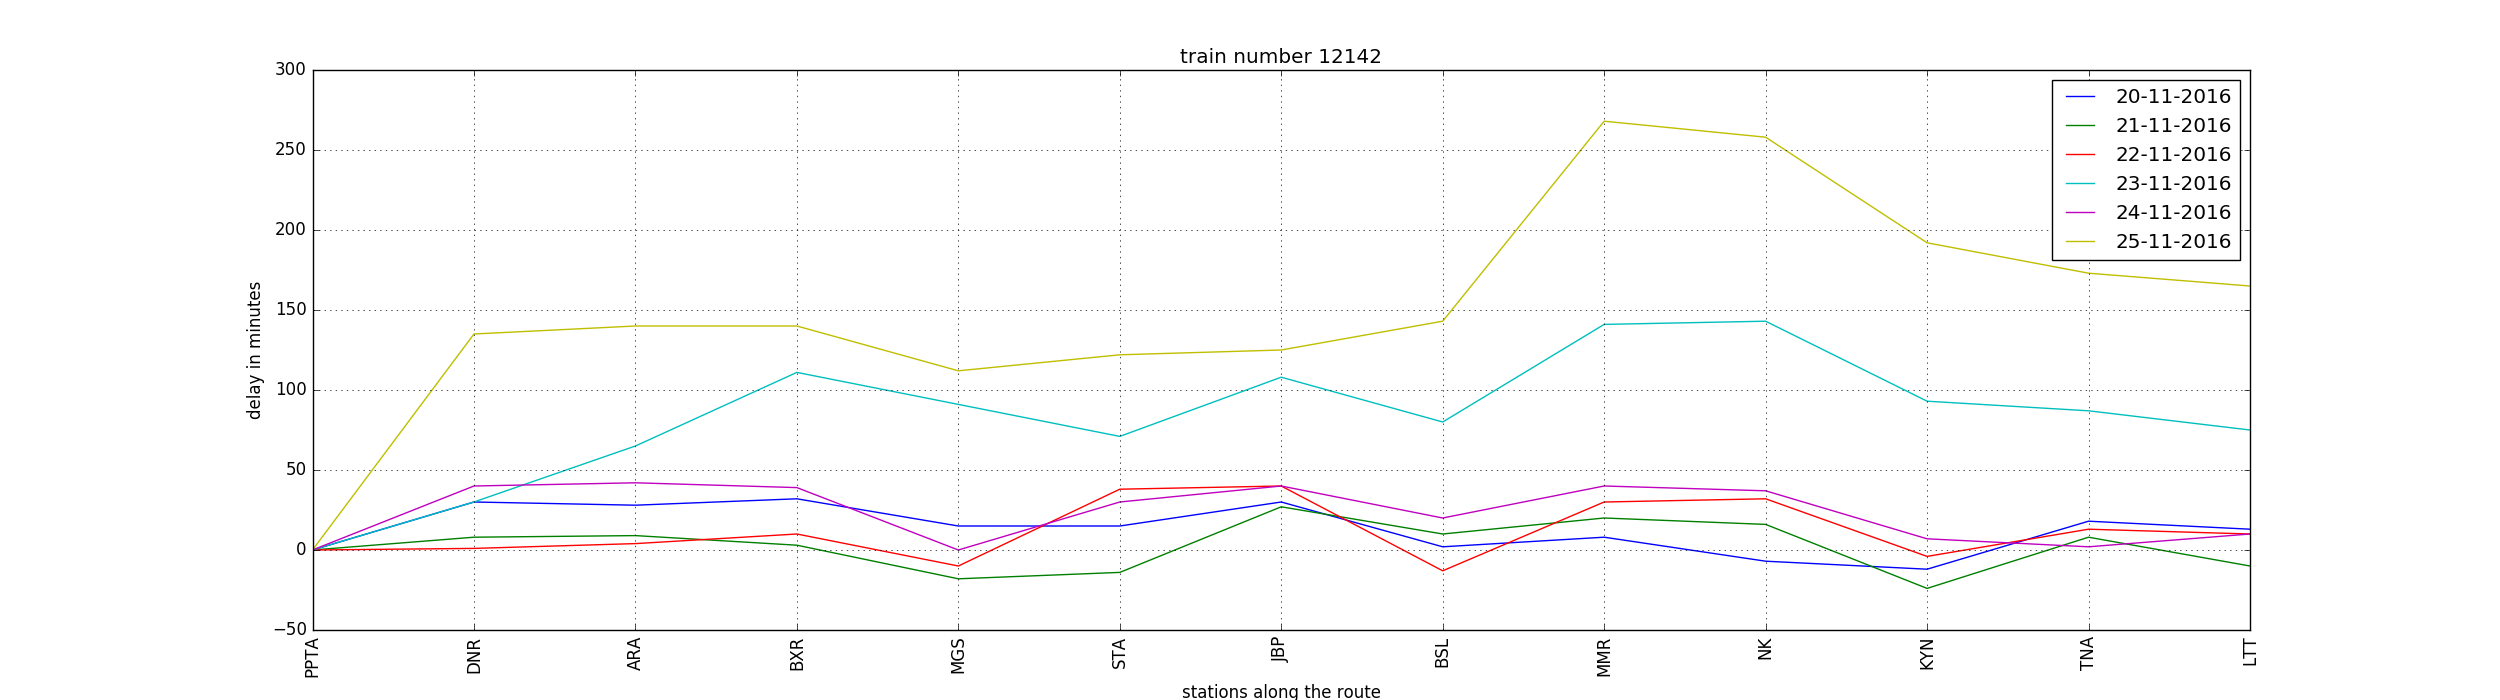 train number 12142
300
250
200
150
100
50
0
−50
delay in minutes
20-11-2016
21-11-2016
22-11-2016
23-11-2016
24-11-2016
25-11-2016
PPTA
DNR
ARA
BXR
MGS
STA
JBP
BSL
MMR
NK
KYN
TNA
LTT
stations along the route